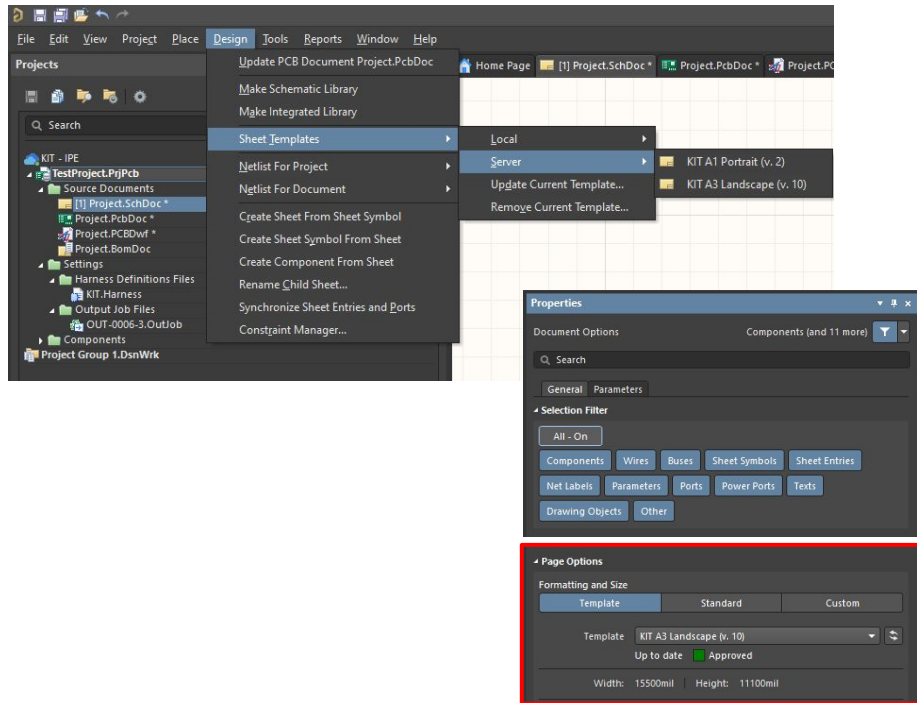 File Edit View Project Place Design Tools Reports Window Help
Projects
Search
KIT - IPE
TestProject.PrjPcb
Source Documents
[1] Project.SchDoc *
Project.PcbDoc *
Project.PCBDwf *
Project.BomDoc
Settings
Harness Definitions Files
KIT.Harness
Output Job Files
OUT-0006-3.OutJob
Components
Project Group 1.DsnWrk
Update PCB Document Project.PcbDoc
Make Schematic Library
Make Integrated Library
Sheet Templates
Netlist For Project
Netlist For Document
Create Sheet From Sheet Symbol
Create Sheet Symbol From Sheet
Create Component From Sheet
Rename Child Sheet...
Synchronize Sheet Entries and Ports
Constraint Manager...
Home Page [1] Project.SchDoc * Project.PcbDoc * Project.PC
Local
Server
Update Current Template...
Remove Current Template...
KIT A1 Portrait (v. 2)
KIT A3 Landscape (v. 10)
Properties
Document Options Components (and 11 more)
Search
General Parameters
Selection Filter
All - On
Components Wires Buses Sheet Symbols Sheet Entries
Net Labels Parameters Ports Power Ports Texts
Drawing Objects Other
Page Options
Formatting and Size
Template Standard Custom
Template KIT A3 Landscape (v. 10)
Up to date Approved
Width: 15500mil Height: 11100mil